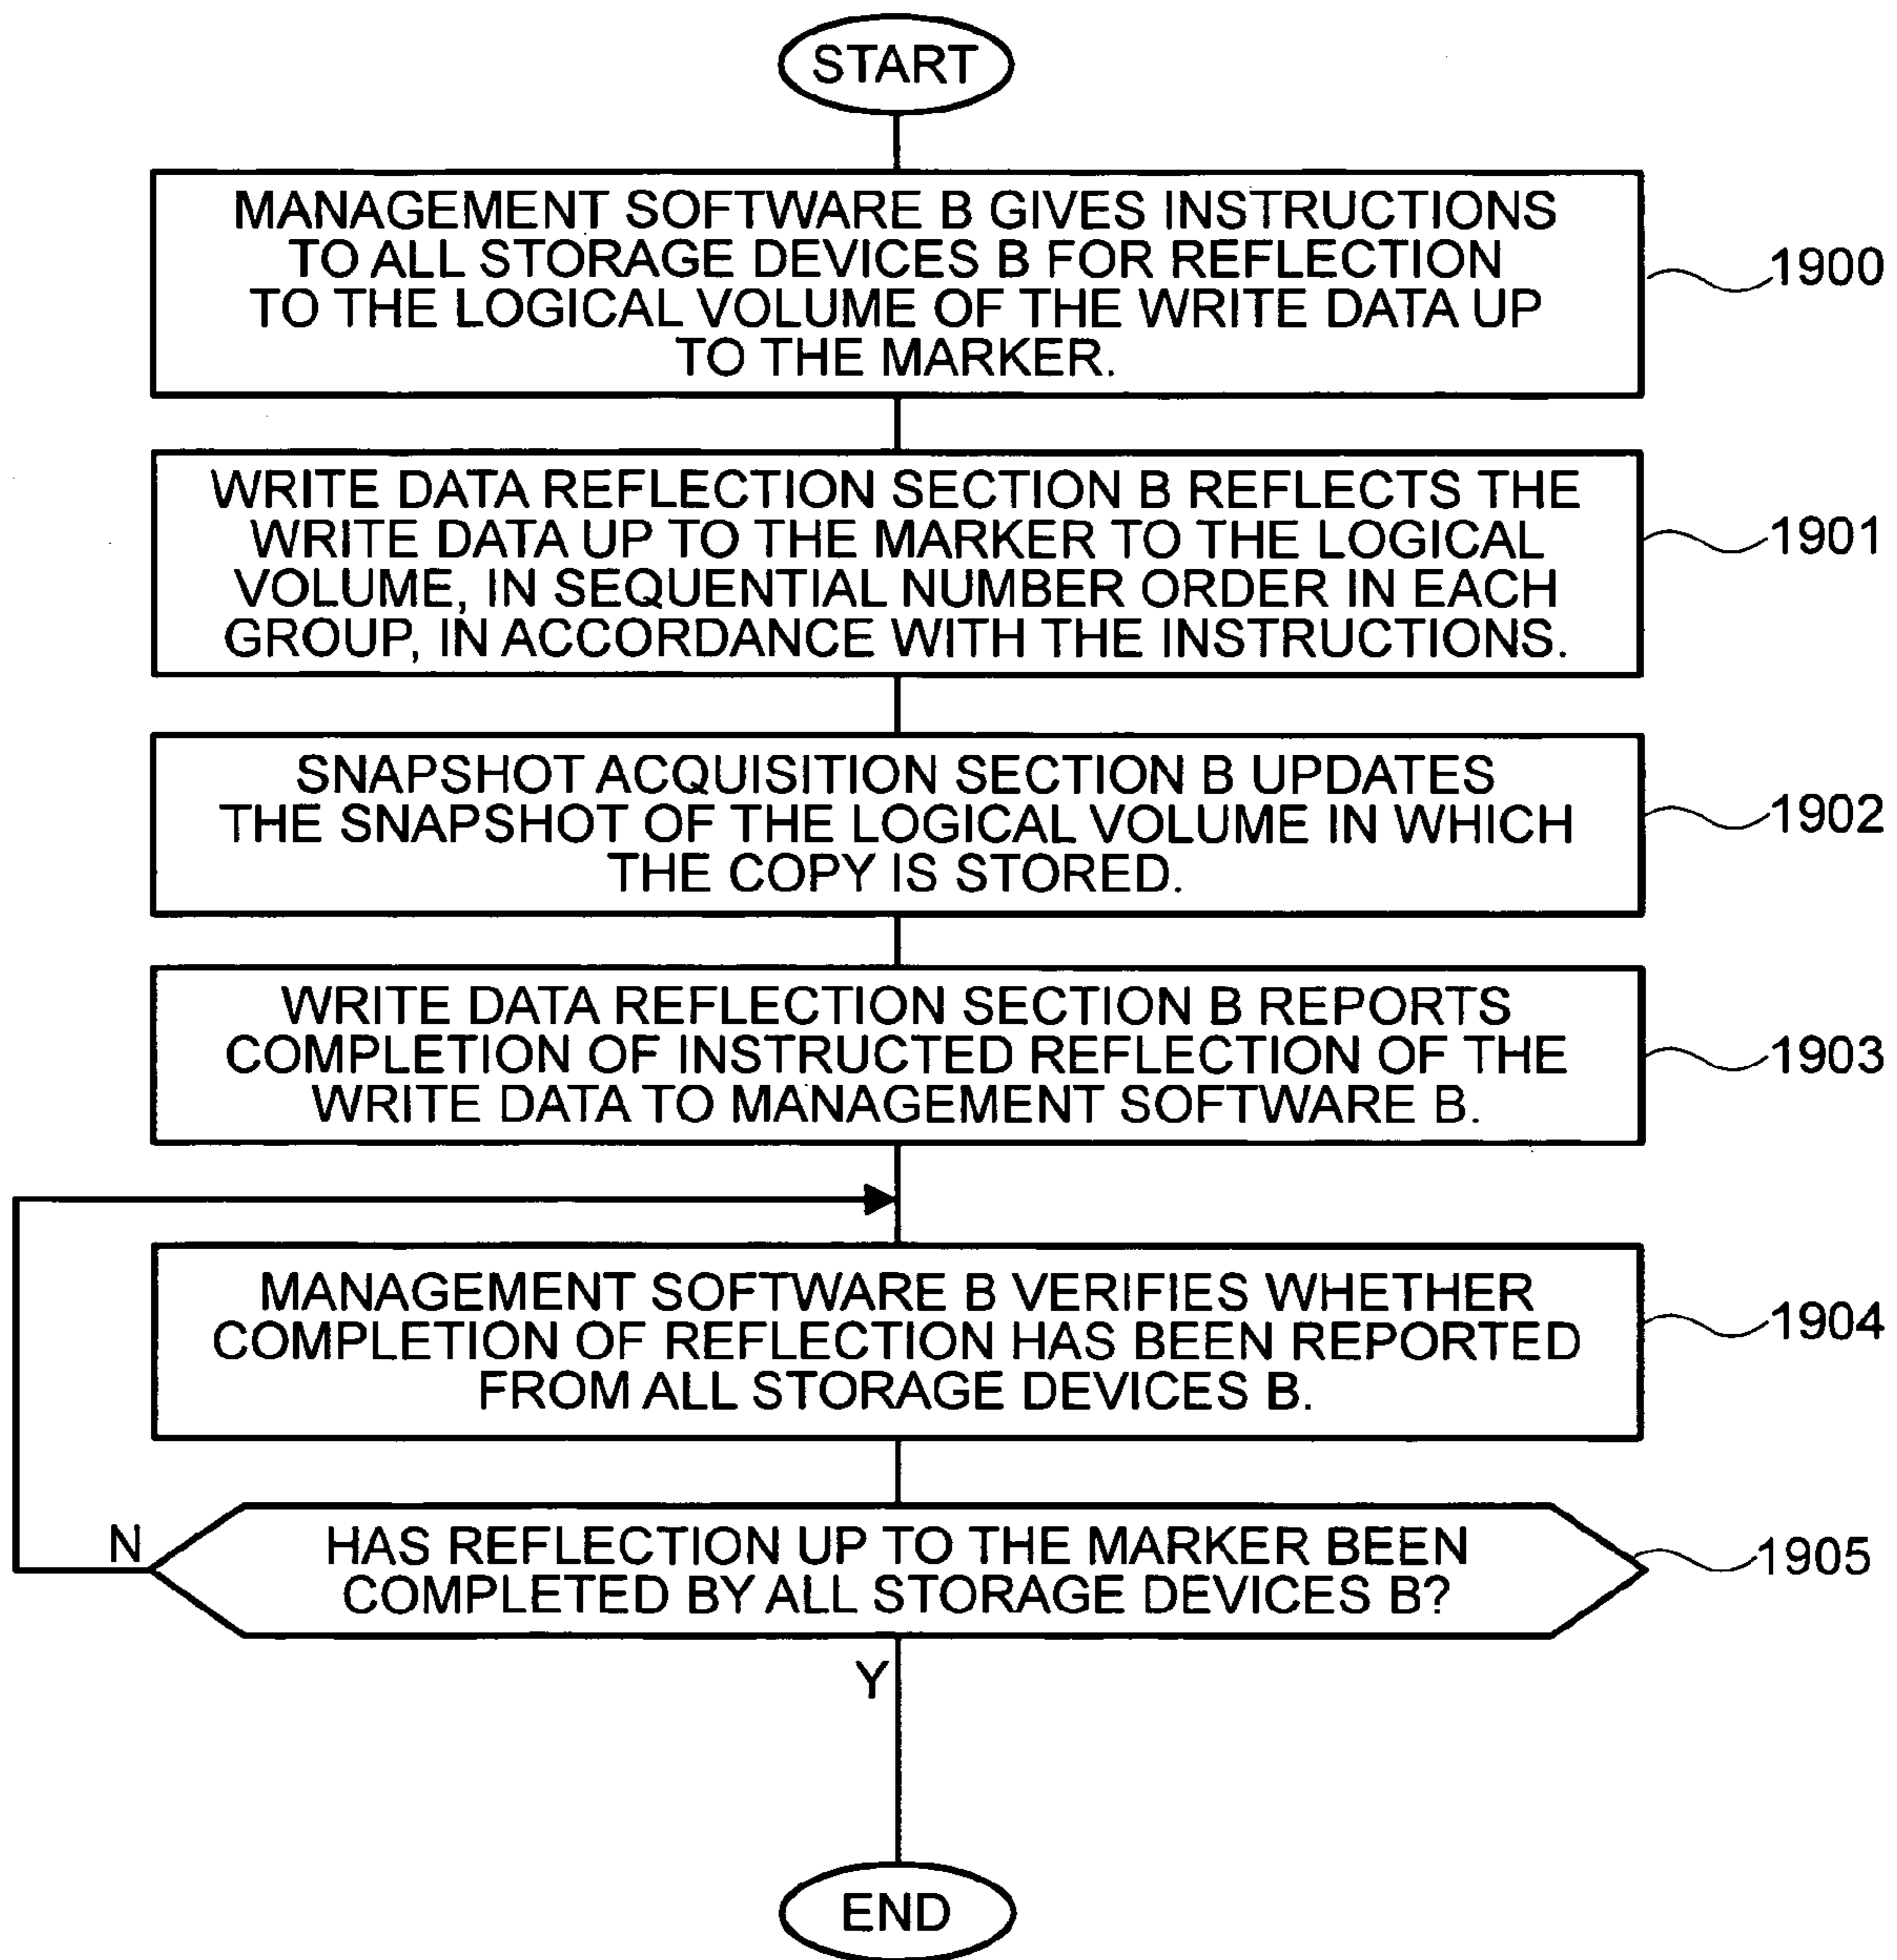 START
MANAGEMENT SOFTWARE B GIVES INSTRUCTIONS
TO ALL STORAGE DEVICES B FOR REFLECTION
TO THE LOGICAL VOLUME OF THE WRITE DATA UP
TO THE MARKER.
1900
WRITE DATA REFLECTION SECTION B REFLECTS THE
WRITE DATA UP TO THE MARKER TO THE LOGICAL
VOLUME, IN SEQUENTIAL NUMBER ORDER IN EACH
GROUP, IN ACCORDANCE WITH THE INSTRUCTIONS.
1901
SNAPSHOT ACQUISITION SECTION B UPDATES
THE SNAPSHOT OF THE LOGICAL VOLUME IN WHICH
THE COPY IS STORED.
1902
WRITE DATA REFLECTION SECTION B REPORTS
COMPLETION OF INSTRUCTED REFLECTION OF THE
WRITE DATA TO MANAGEMENT SOFTWARE B.
1903
MANAGEMENT SOFTWARE B VERIFIES WHETHER
COMPLETION OF REFLECTION HAS BEEN REPORTED
FROM ALL STORAGE DEVICES B.
1904
N
HAS REFLECTION UP TO THE MARKER BEEN
COMPLETED BY ALL STORAGE DEVICES B?
1905
Y
END